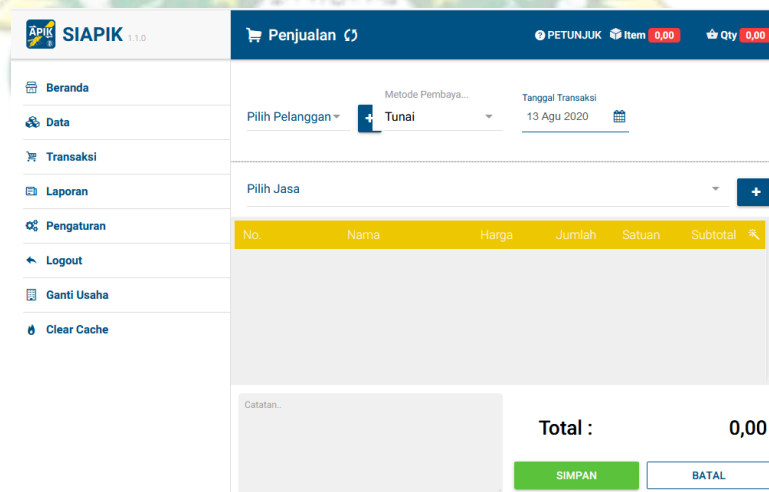 APIK
SIAPIK 1.1.0
Penjualan
PETUNJUK
Item 0,00
Qty 0,00
Beranda
Data
Transaksi
Laporan
Pengaturan
Logout
Ganti Usaha
Clear Cache
Pilih Pelanggan
+
Metode Pembaya...
Tunai
Tanggal Transaksi
13 Agu 2020
Pilih Jasa
+
No. Nama Harga Jumlah Satuan Subtotal
Catatan..
Total : 0,00
SIMPAN BATAL